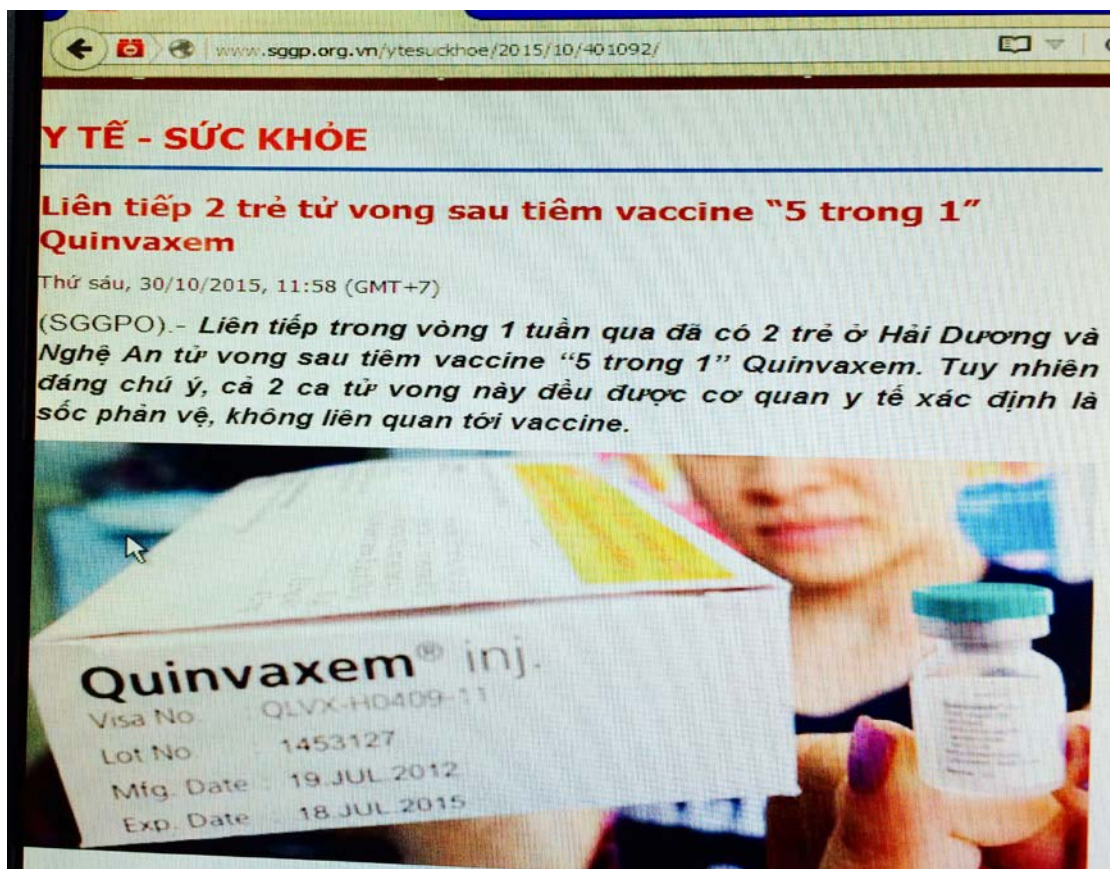 www.sggp.org.vn/ytesuckhoe/2015/10/401092/
Y TẾ - SỨC KHỎE
Liên tiếp 2 trẻ tử vong sau tiêm vaccine “5 trong 1”
Quinvaxem
Thứ sáu, 30/10/2015, 11:58 (GMT+7)
(SGGPO).- Liên tiếp trong vòng 1 tuần qua đã có 2 trẻ ở Hải Dương và
Nghệ An tử vong sau tiêm vaccine “5 trong 1” Quinvaxem. Tuy nhiên
đáng chú ý, cả 2 ca tử vong này đều được cơ quan y tế xác định là
sốc phản vệ, không liên quan tới vaccine.
Quinvaxem® inj.
Visa No. : QLVX-H0409-11
Lot No. : 1453127
Mfg. Date : 19.JUL.2012
Exp. Date : 18.JUL.2015